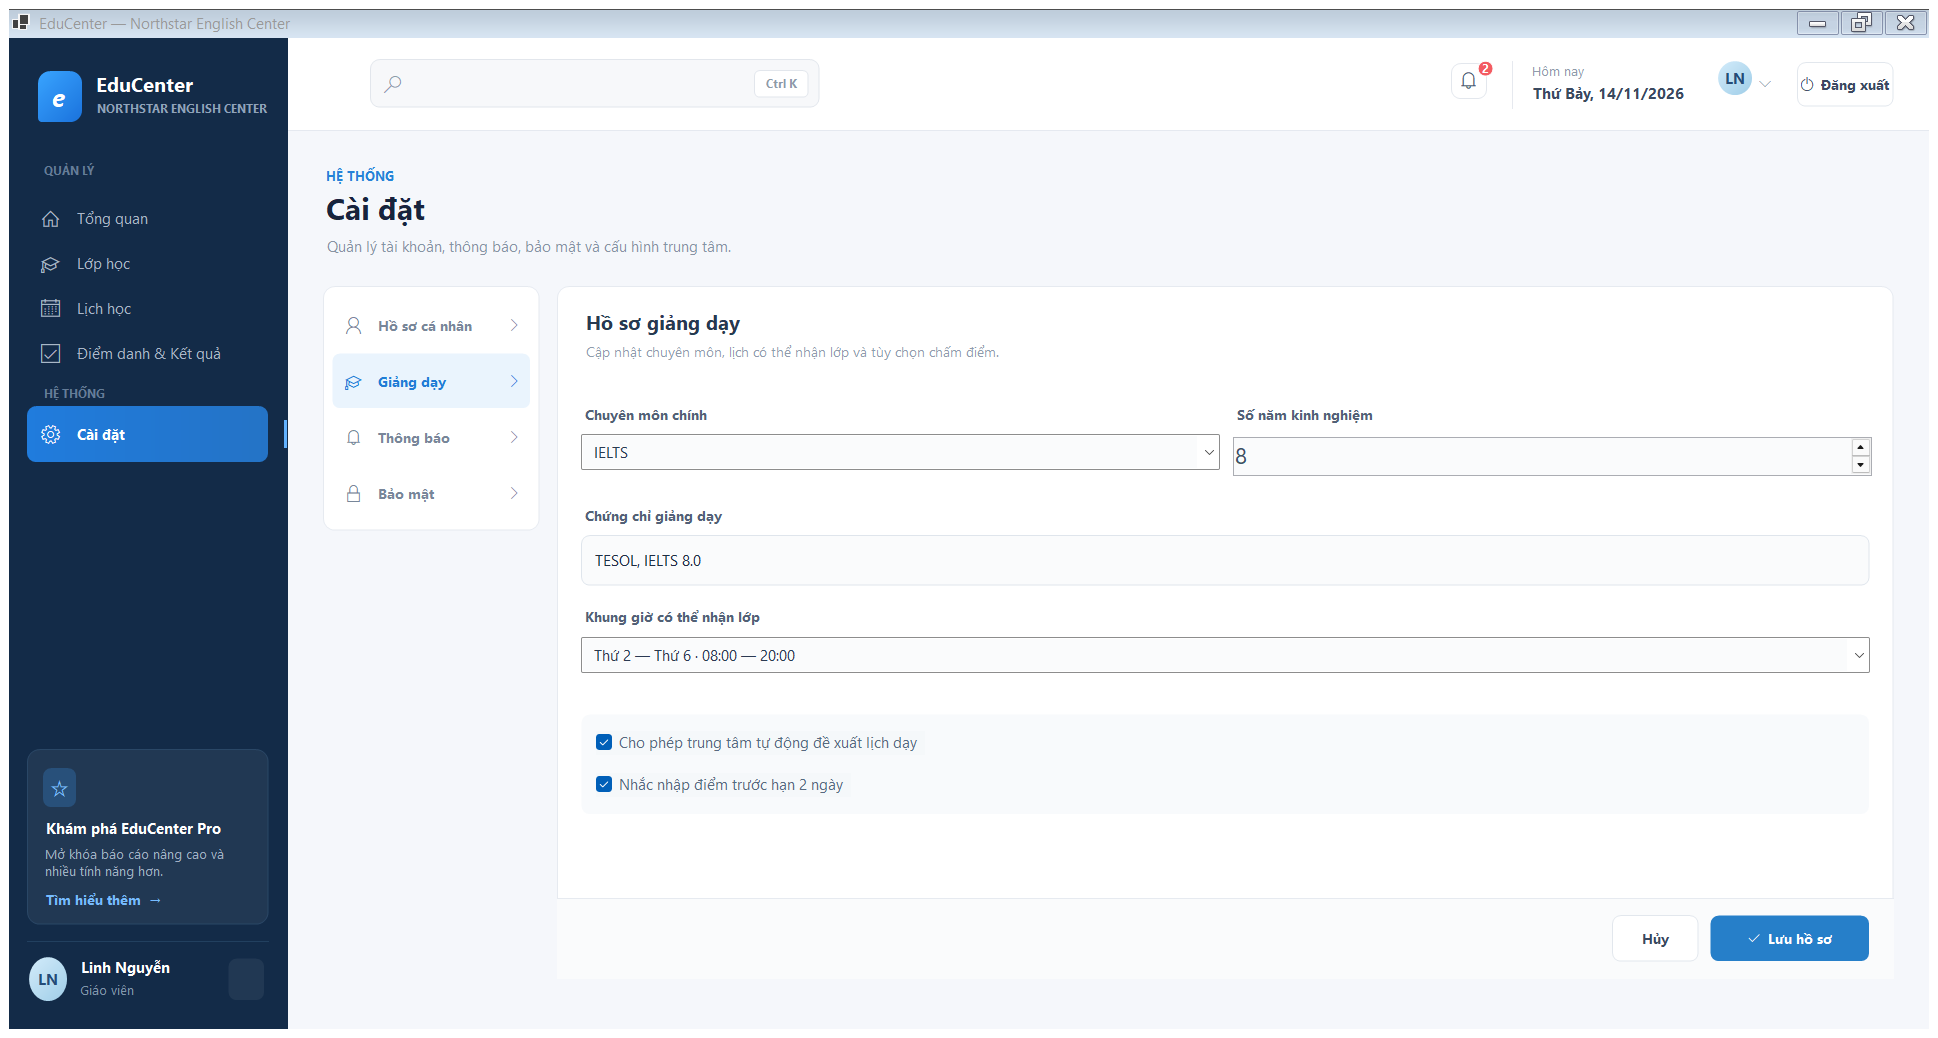 EduCenter — Northstar English Center
e
EduCenter
NORTHSTAR ENGLISH CENTER
QUẢN LÝ
Tổng quan
Lớp học
Lịch học
Điểm danh & Kết quả
HỆ THỐNG
Cài đặt
Khám phá EduCenter Pro
Mở khóa báo cáo nâng cao và
nhiều tính năng hơn.
Tìm hiểu thêm →
LN
Linh Nguyễn
Giáo viên
Ctrl K
2
Hôm nay
Thứ Bảy, 14/11/2026
LN
Đăng xuất
HỆ THỐNG
Cài đặt
Quản lý tài khoản, thông báo, bảo mật và cấu hình trung tâm.
Hồ sơ cá nhân
Giảng dạy
Thông báo
Bảo mật
Hồ sơ giảng dạy
Cập nhật chuyên môn, lịch có thể nhận lớp và tùy chọn chấm điểm.
Chuyên môn chính
IELTS
Số năm kinh nghiệm
8
Chứng chỉ giảng dạy
TESOL, IELTS 8.0
Khung giờ có thể nhận lớp
Thứ 2 — Thứ 6 · 08:00 — 20:00
Cho phép trung tâm tự động đề xuất lịch dạy
Nhắc nhập điểm trước hạn 2 ngày
Hủy
Lưu hồ sơ